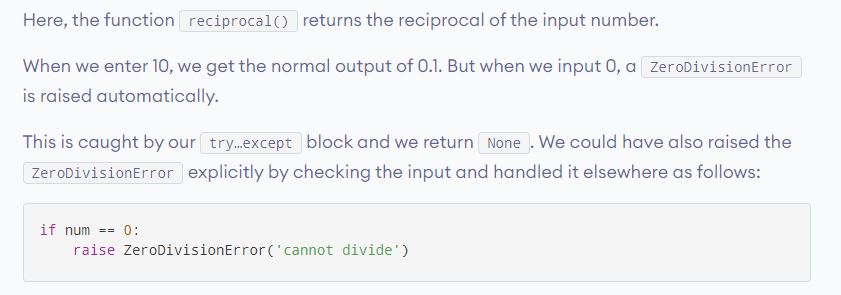 Here, the function reciprocal() returns the reciprocal of the input number.
When we enter 10, we get the normal output of 0.1. But when we input 0, a ZeroDivisionError
is raised automatically.
This is caught by our try…except block and we return None. We could have also raised the
ZeroDivisionError explicitly by checking the input and handled it elsewhere as follows:
if num == 0:
    raise ZeroDivisionError('cannot divide')